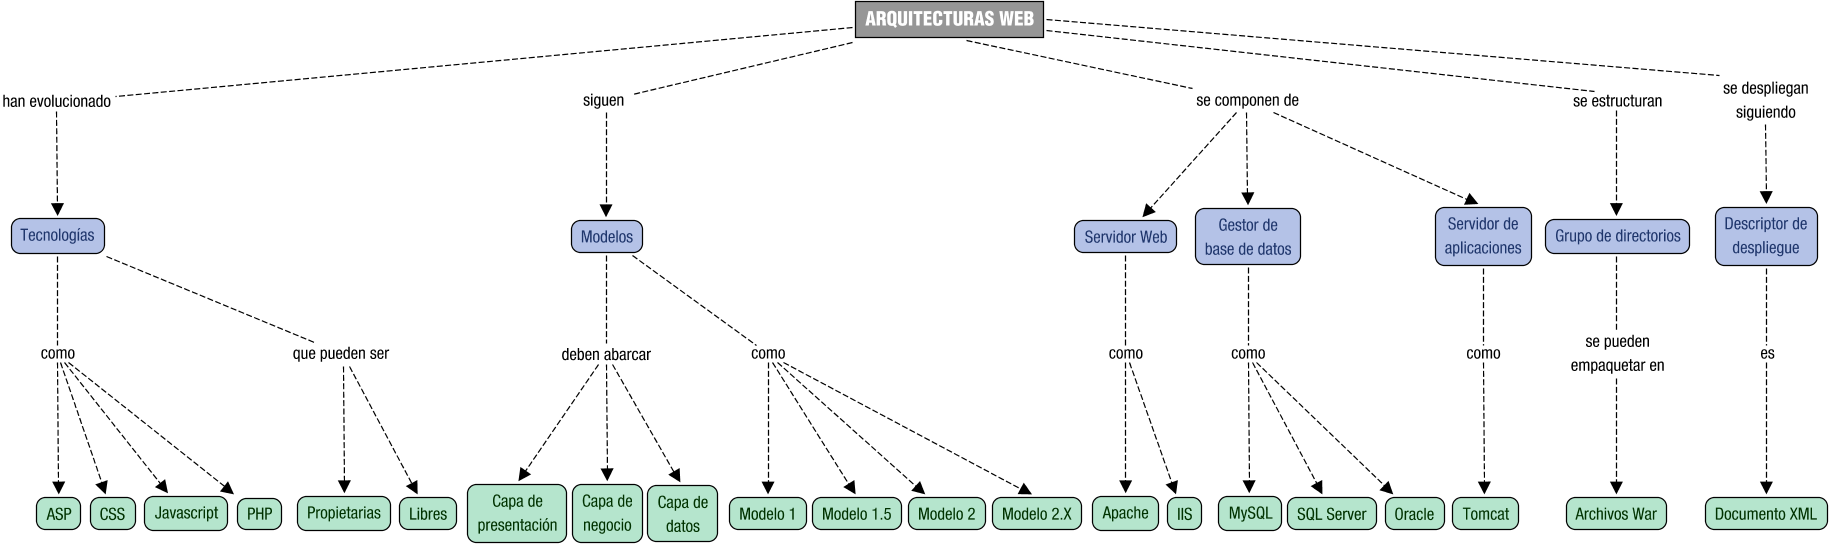 ARQUITECTURAS WEB
han evolucionado
siguen
se componen de
se estructuran
se despliegan
siguiendo
Tecnologías
Modelos
Servidor Web
Gestor de
base de datos
Servidor de
aplicaciones
Grupo de directorios
Descriptor de
despliegue
como
que pueden ser
deben abarcar
como
como
como
como
se pueden
empaquetar en
es
ASP
CSS
Javascript
PHP
Propietarias
Libres
Capa de
presentación
Capa de
negocio
Capa de
datos
Modelo 1
Modelo 1.5
Modelo 2
Modelo 2.X
Apache
IIS
MySQL
SQL Server
Oracle
Tomcat
Archivos War
Documento XML